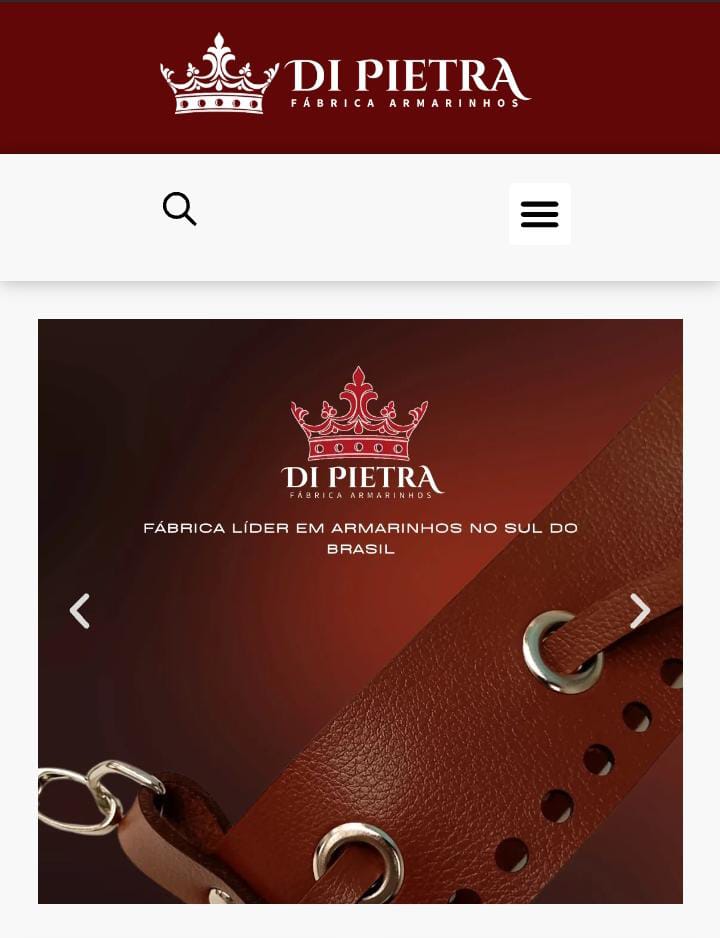 DI PIETRA
FÁBRICA ARMARINHOS
DI PIETRA
FÁBRICA ARMARINHOS
FÁBRICA LÍDER EM ARMARINHOS NO SUL DO
BRASIL